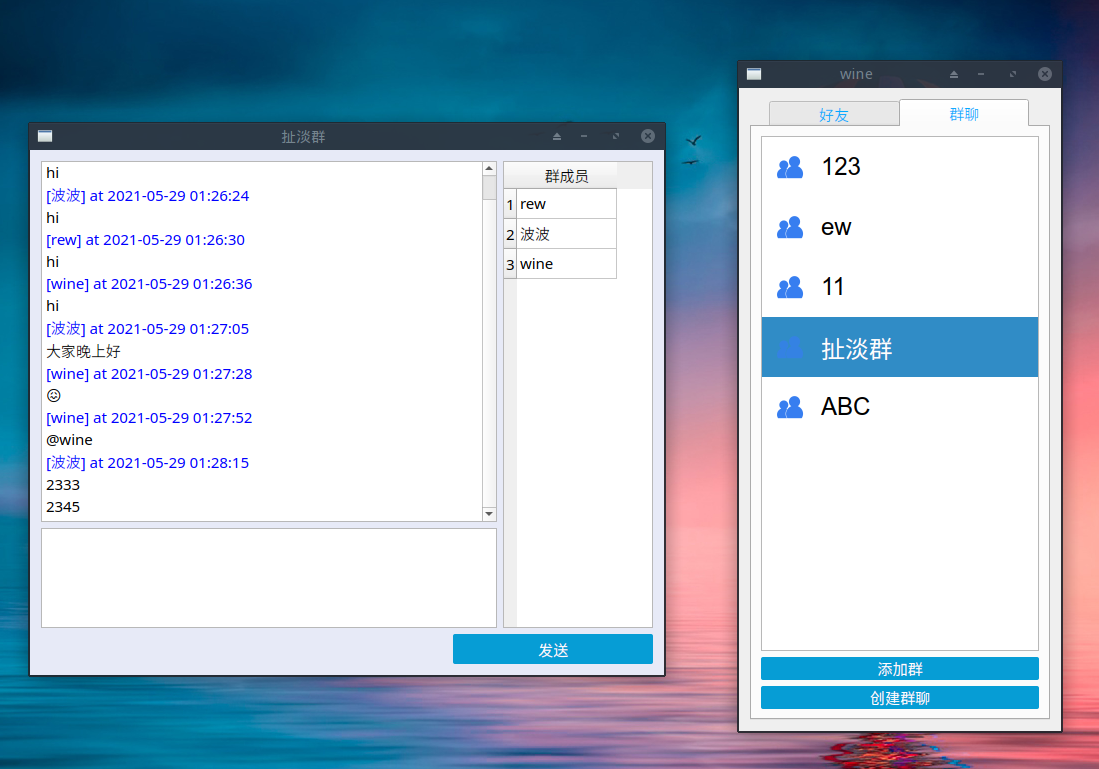 扯淡群
hi
[波波] at 2021-05-29 01:26:24
hi
[rew] at 2021-05-29 01:26:30
hi
[wine] at 2021-05-29 01:26:36
hi
[波波] at 2021-05-29 01:27:05
大家晚上好
[wine] at 2021-05-29 01:27:28
😉
[wine] at 2021-05-29 01:27:52
@wine
[波波] at 2021-05-29 01:28:15
2333
2345
群成员
1 rew
2 波波
3 wine
发送
wine
好友 群聊
123
ew
11
扯淡群
ABC
添加群
创建群聊